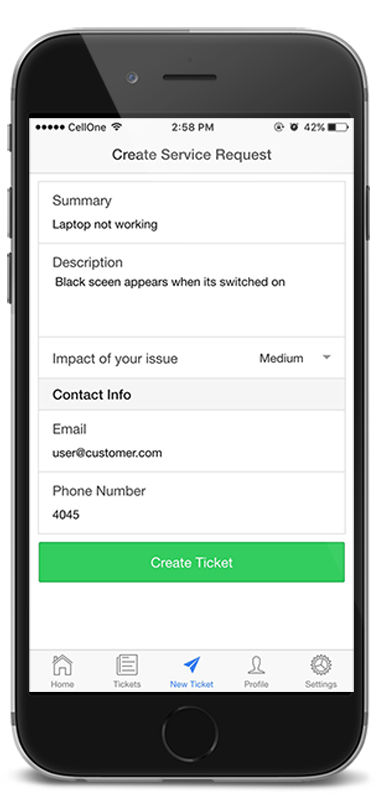 CellOne 2:58 PM 42%
Create Service Request
Summary
Laptop not working
Description
Black sceen appears when its switched on
Impact of your issue Medium
Contact Info
Email
user@customer.com
Phone Number
4045
Create Ticket
Home Tickets New Ticket Profile Settings